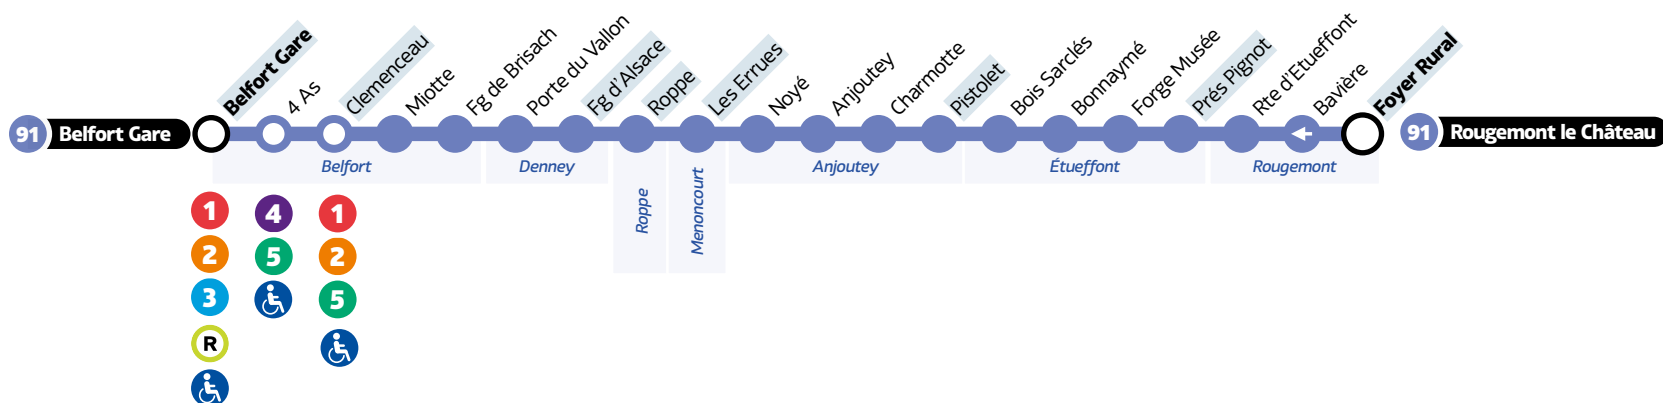 91 Belfort Gare
Belfort Gare
4 As
Clemenceau
Miotte
Fg de Brisach
Porte du Vallon
Fg d'Alsace
Roppe
Les Errues
Noyé
Anjoutey
Charmotte
Pistolet
Bois Sarclés
Bonnaymé
Forge Musée
Prés Pignot
Rte d'Etueffont
Bavière
Foyer Rural
91 Rougemont le Château
Belfort
Denney
Roppe
Menoncourt
Anjoutey
Étueffont
Rougemont
1 4 1
2 5 2
3 5
R